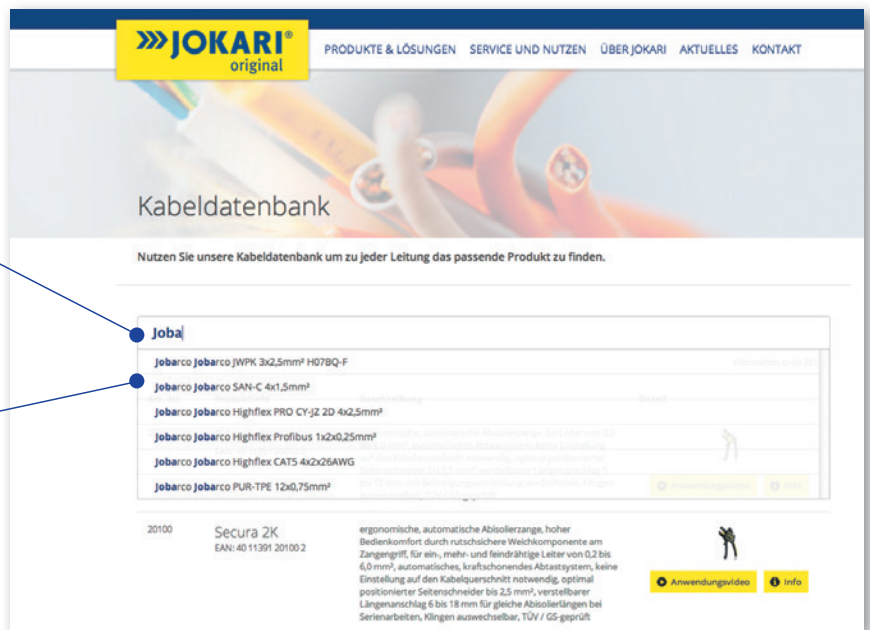 »»JOKARI®
original
PRODUKTE & LÖSUNGEN SERVICE UND NUTZEN ÜBER JOKARI AKTUELLES KONTAKT
Kabeldatenbank
Nutzen Sie unsere Kabeldatenbank um zu jeder Leitung das passende Produkt zu finden.
Joba
Jobarco Jobarco JWPK 3x2,5mm² H07BQ-F
Jobarco Jobarco SAN-C 4x1,5mm²
Jobarco Jobarco Highflex PRO CY-JZ 2D 4x2,5mm²
Jobarco Jobarco Highflex Profibus 1x2x0,25mm²
Jobarco Jobarco Highflex CAT5 4x2x26AWG
Jobarco Jobarco PUR-TPE 12x0,75mm²
Anwendungsvideo Info
20100 Secura 2K
EAN: 40 11391 20100 2
ergonomische, automatische Abisolierzange, hoher
Bedienkomfort durch rutschsichere Weichkomponente am
Zangengriff, für ein-, mehr- und feindrähtige Leiter von 0,2 bis
6,0 mm², automatisches, kraftschonendes Abtastsystem, keine
Einstellung auf den Kabelquerschnitt notwendig, optimal
positionierter Seitenschneider bis 2,5 mm², verstellbarer
Längenanschlag 6 bis 18 mm für gleiche Abisolierlängen bei
Serienarbeiten, Klingen auswechselbar, TÜV / GS-geprüft
Anwendungsvideo Info